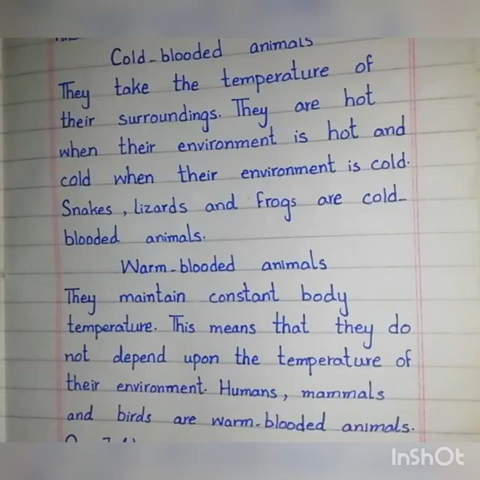 Cold-blooded animals
They take the temperature of
their surroundings. They are hot
when their environment is hot and
cold when their environment is cold.
Snakes, lizards and frogs are cold-
blooded animals.
Warm-blooded animals
They maintain constant body
temperature. This means that they do
not depend upon the temperature of
their environment. Humans, mammals
and birds are warm-blooded animals.
InShOt